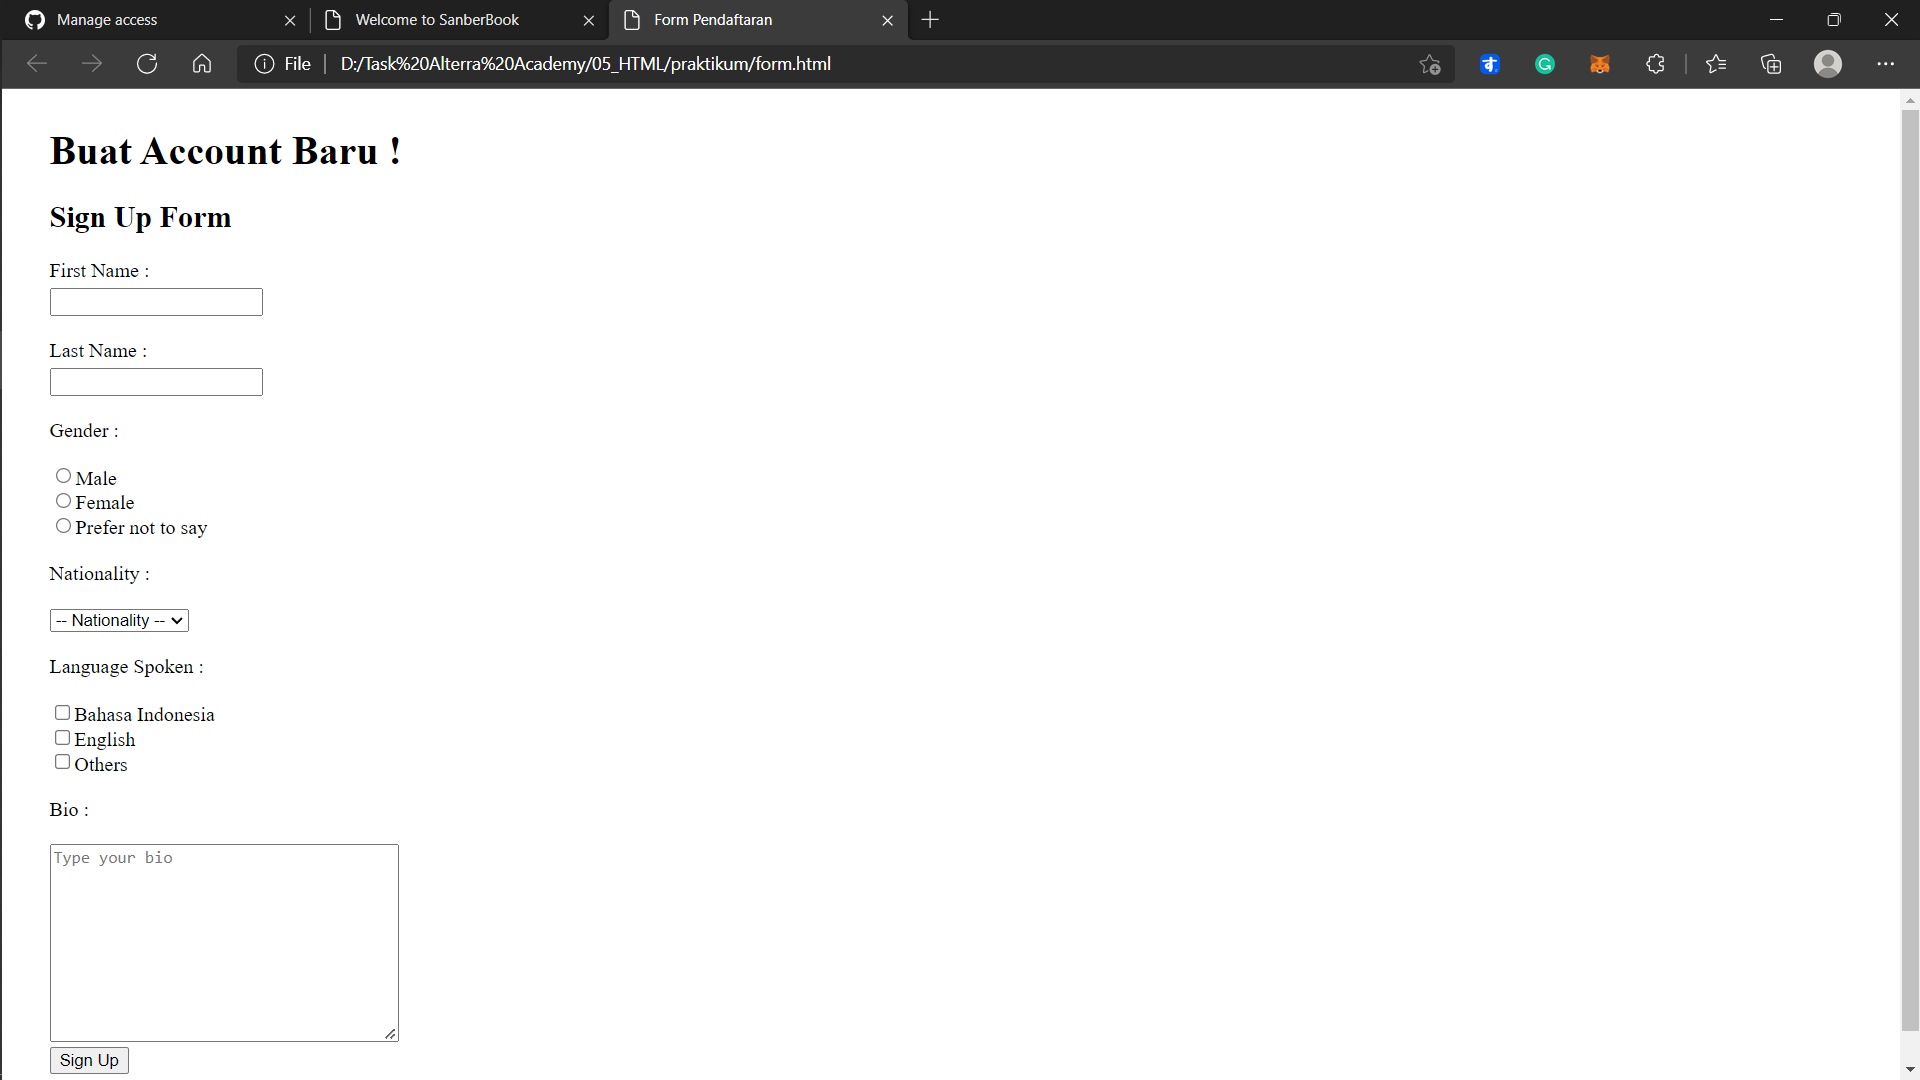 Manage access
Welcome to SanberBook
Form Pendaftaran
File
D:/Task%20Alterra%20Academy/05_HTML/praktikum/form.html
Buat Account Baru !
Sign Up Form
First Name :
Last Name :
Gender :
Male
Female
Prefer not to say
Nationality :
-- Nationality --
Language Spoken :
Bahasa Indonesia
English
Others
Bio :
Type your bio
Sign Up